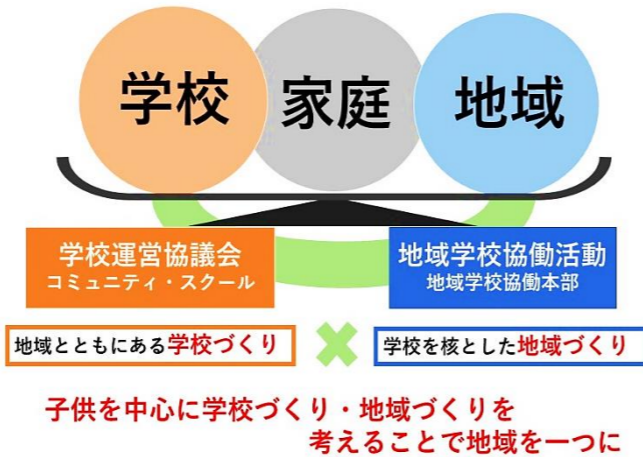 学校
家庭
地域
学校運営協議会
コミュニティ・スクール
地域学校協働活動
地域学校協働本部
地域とともにある学校づくり
学校を核とした地域づくり
子供を中心に学校づくり・地域づくりを
考えることで地域を一つに